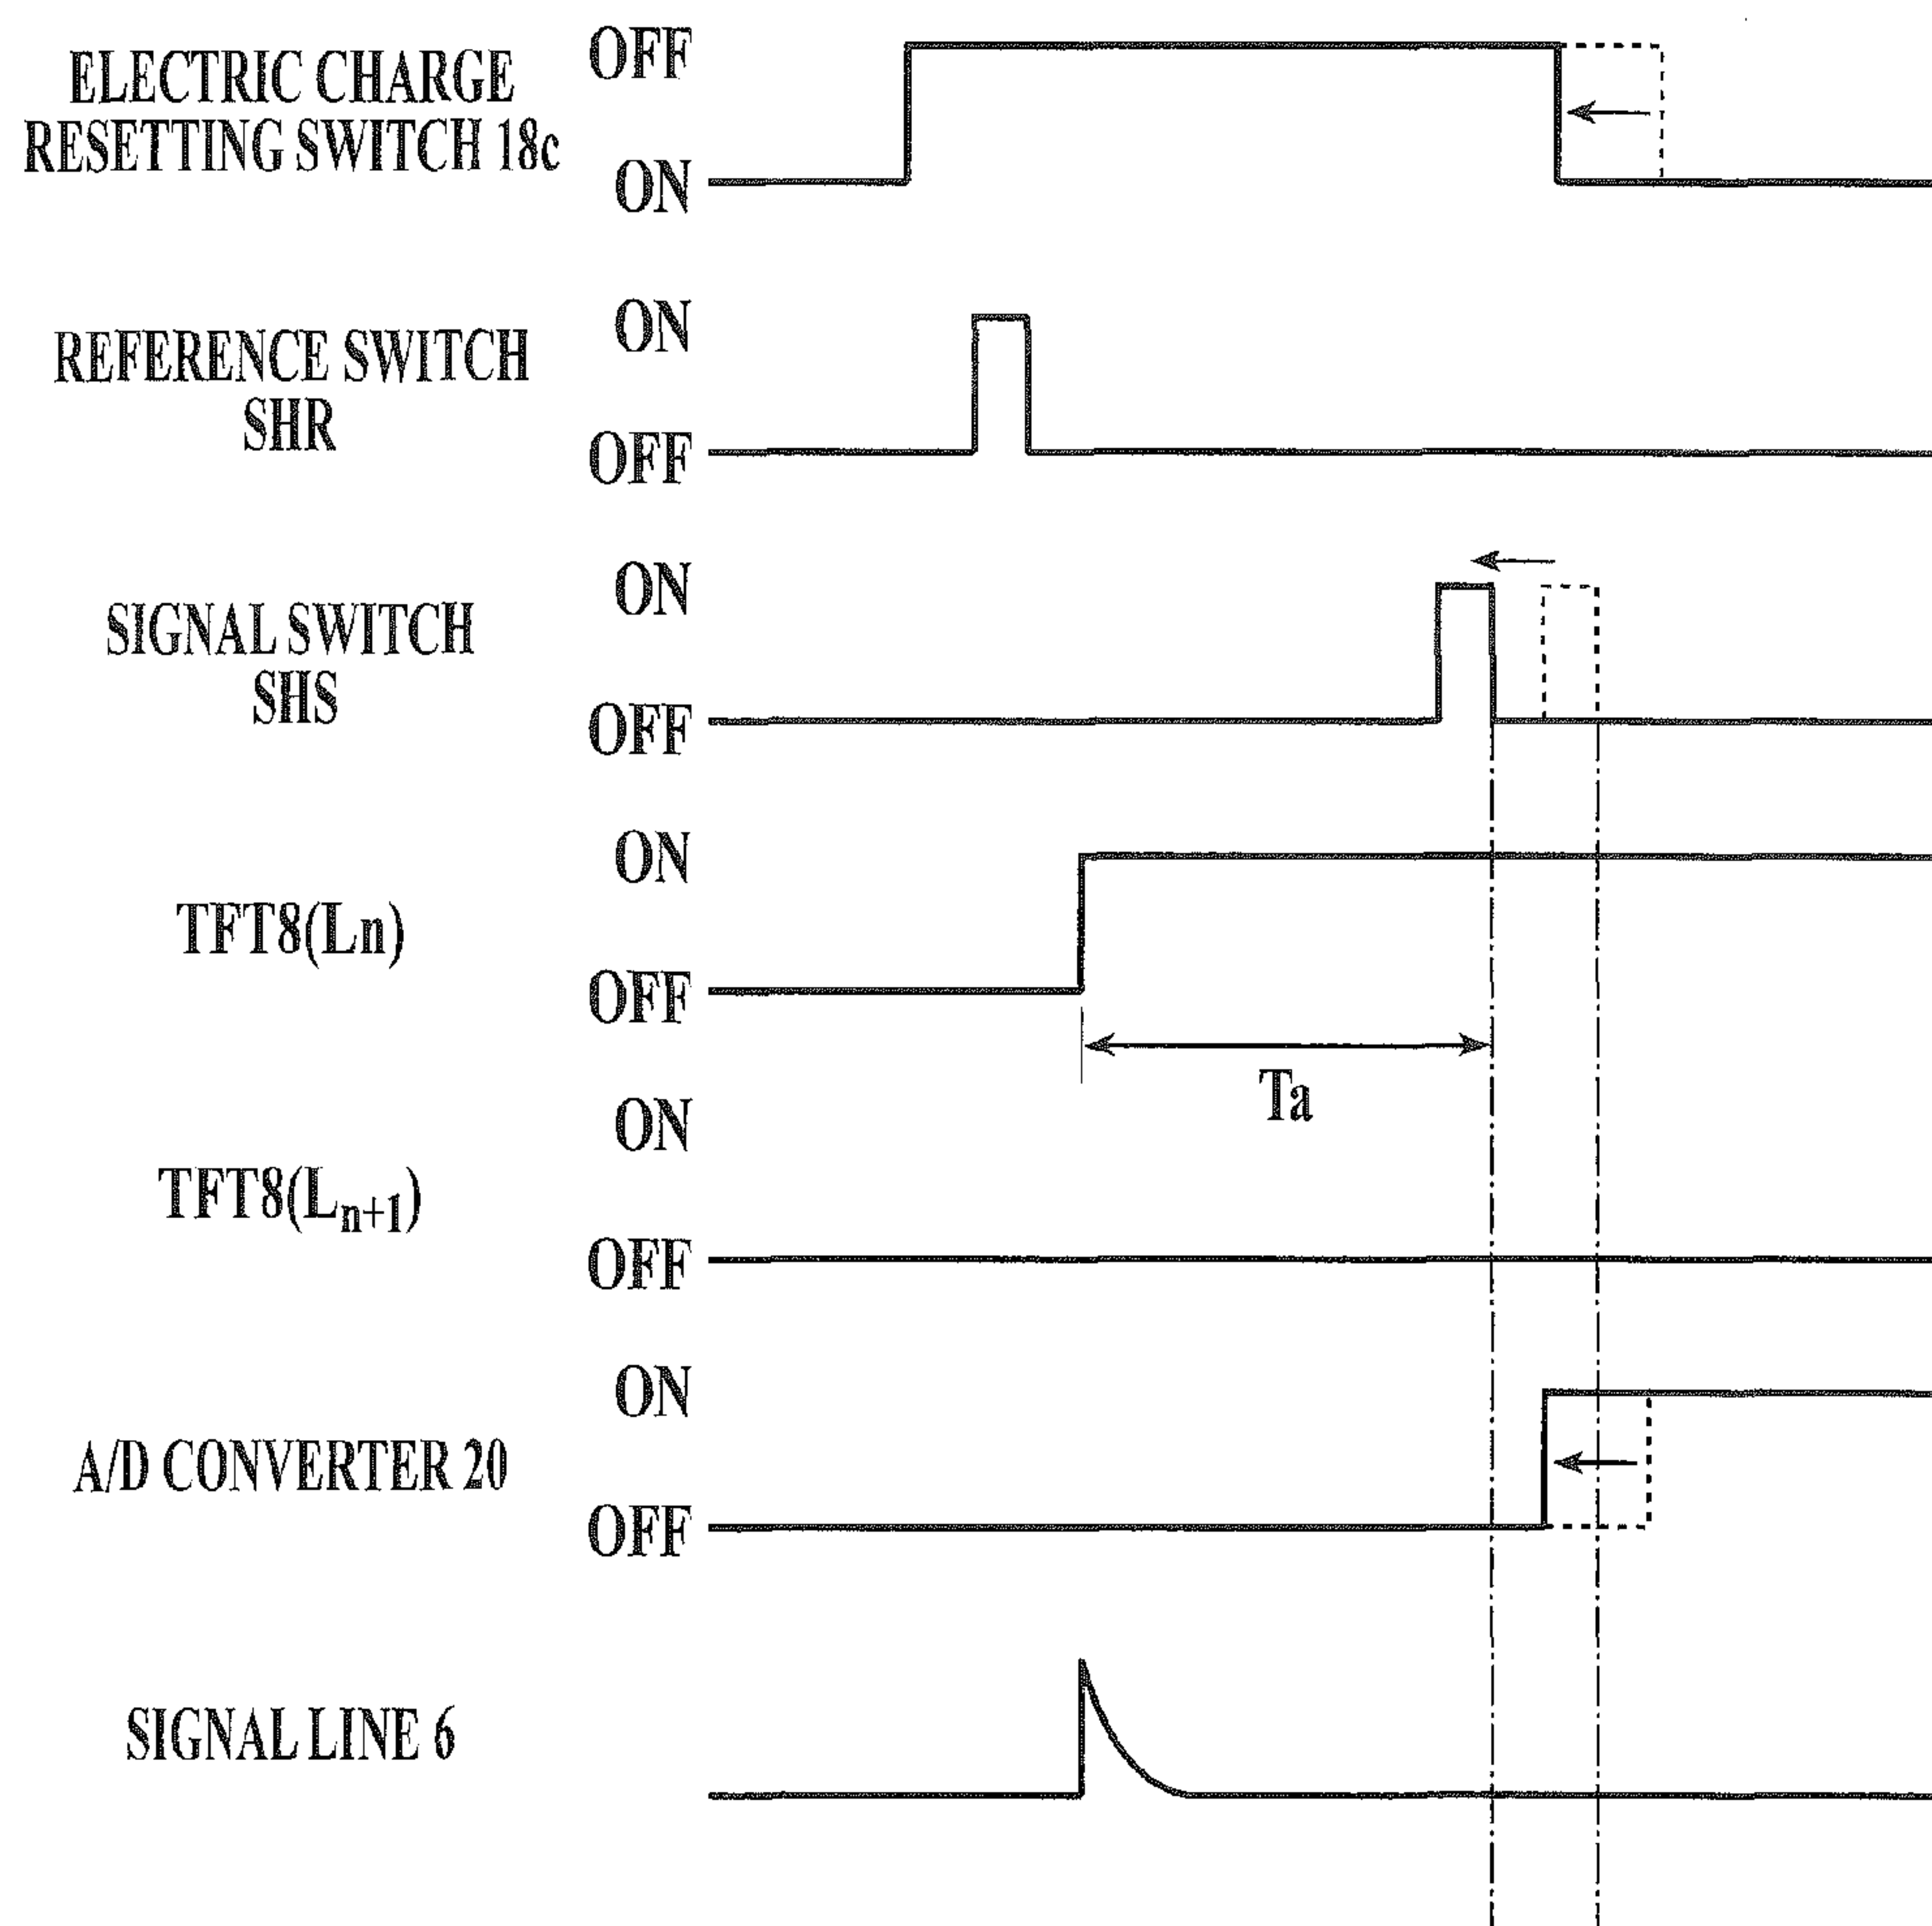 ELECTRIC CHARGE
RESETTING SWITCH 18c
OFF
ON
REFERENCE SWITCH
SHR
ON
OFF
SIGNAL SWITCH
SHS
ON
OFF
TFT8(Ln)
ON
OFF
Ta
TFT8(Ln+1)
ON
OFF
A/D CONVERTER 20
ON
OFF
SIGNAL LINE 6